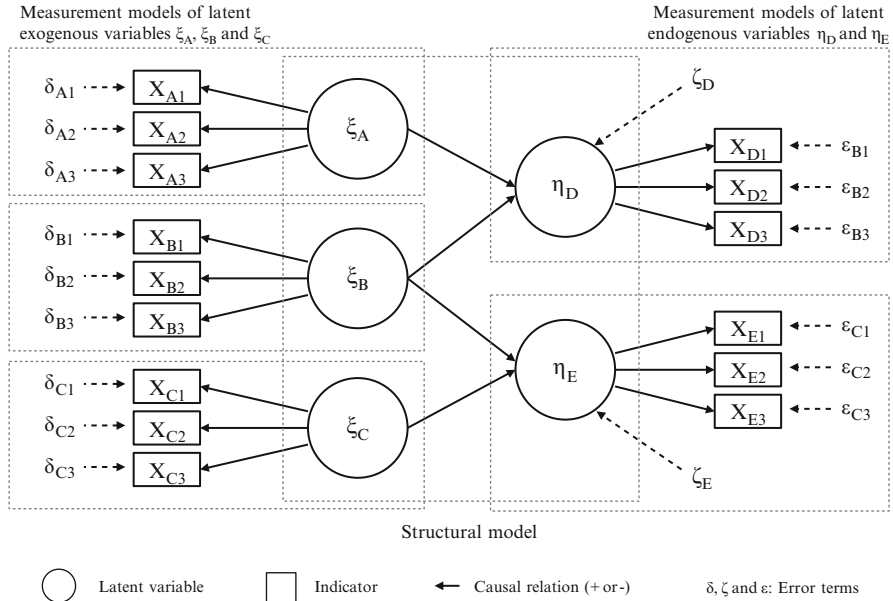 Measurement models of latent
exogenous variables ξA, ξB and ξC
Measurement models of latent
endogenous variables ηD and ηE
δA1
XA1
δA2
XA2
δA3
XA3
ξA
δB1
XB1
δB2
XB2
δB3
XB3
ξB
δC1
XC1
δC2
XC2
δC3
XC3
ξC
ζD
ηD
XD1
εB1
XD2
εB2
XD3
εB3
ηE
XE1
εC1
XE2
εC2
XE3
εC3
ζE
Structural model
Latent variable
Indicator
Causal relation (+ or-)
δ, ζ and ε: Error terms